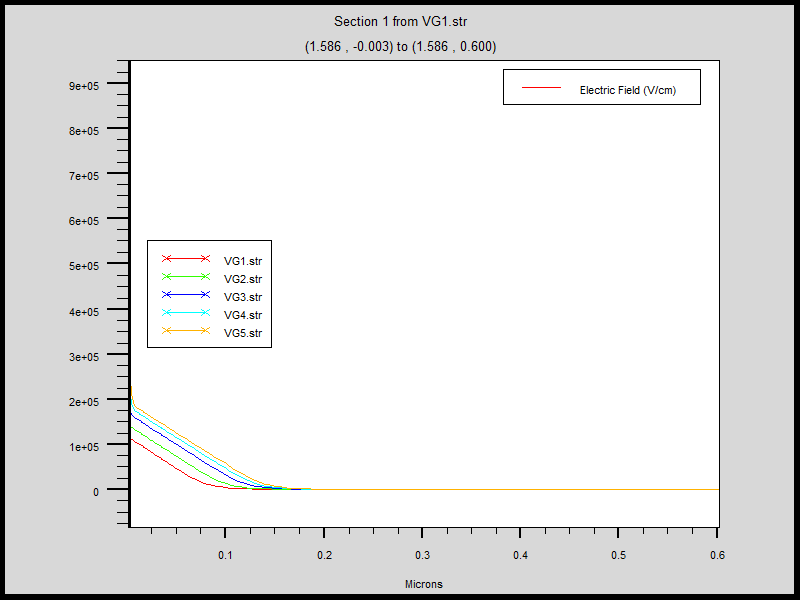 Section 1 from VG1.str
(1.586 , -0.003) to (1.586 , 0.600)
Electric Field (V/cm)
9e+05
8e+05
7e+05
6e+05
5e+05
4e+05
3e+05
2e+05
1e+05
0
VG1.str
VG2.str
VG3.str
VG4.str
VG5.str
0.1 0.2 0.3 0.4 0.5 0.6
Microns